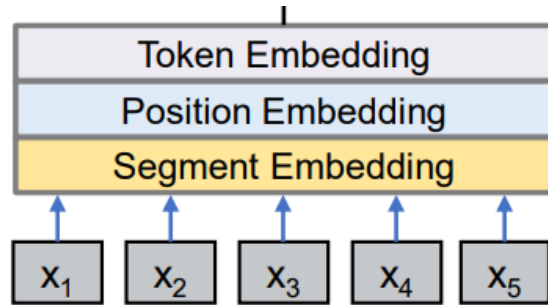 Token Embedding
Position Embedding
Segment Embedding
x₁ x₂ x₃ x₄ x₅